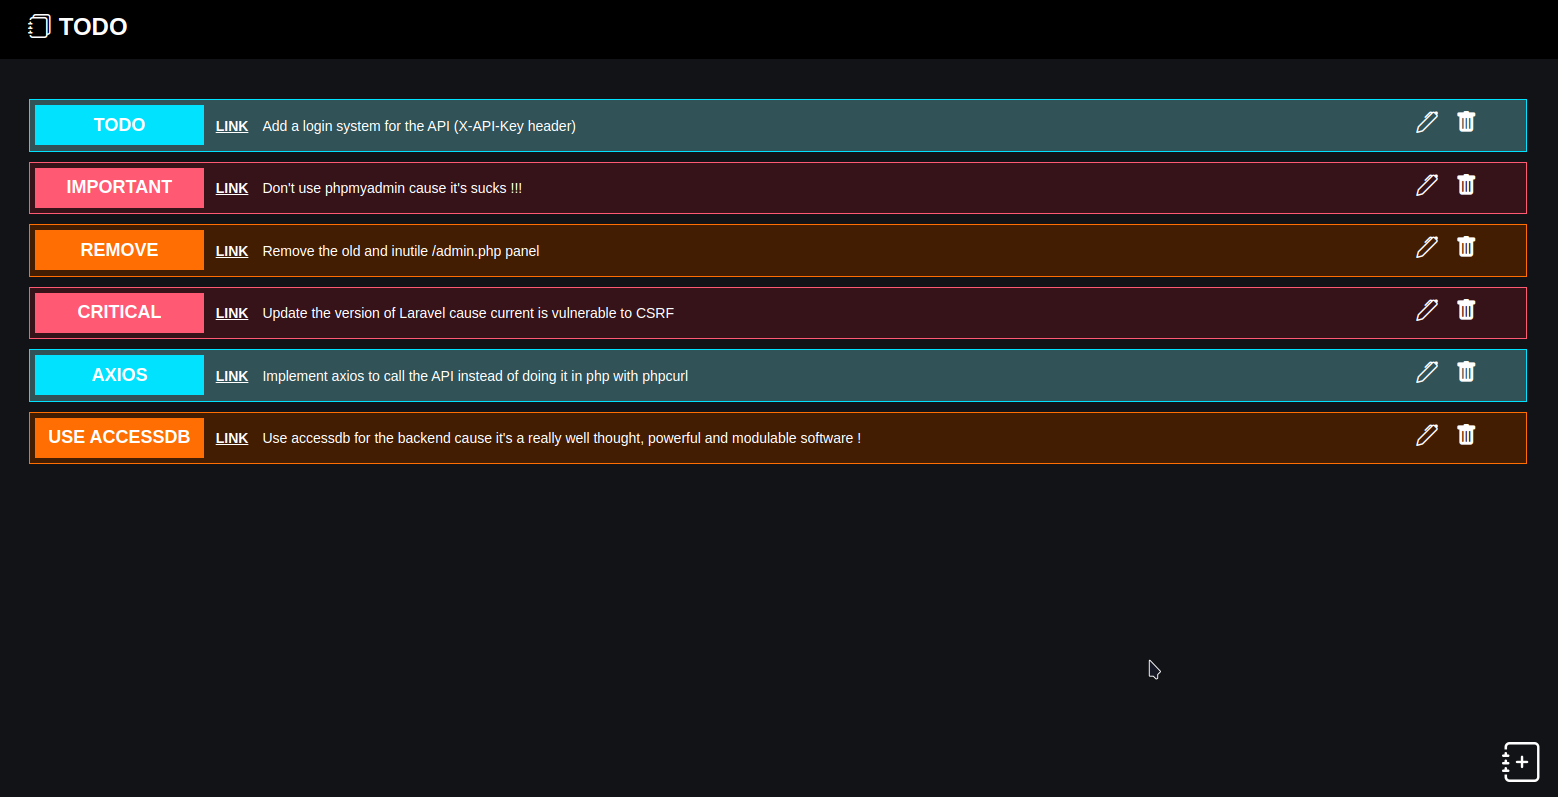 TODO
TODO LINK Add a login system for the API (X-API-Key header)
IMPORTANT LINK Don't use phpmyadmin cause it's sucks !!!
REMOVE LINK Remove the old and inutile /admin.php panel
CRITICAL LINK Update the version of Laravel cause current is vulnerable to CSRF
AXIOS LINK Implement axios to call the API instead of doing it in php with phpcurl
USE ACCESSDB LINK Use accessdb for the backend cause it's a really well thought, powerful and modulable software !